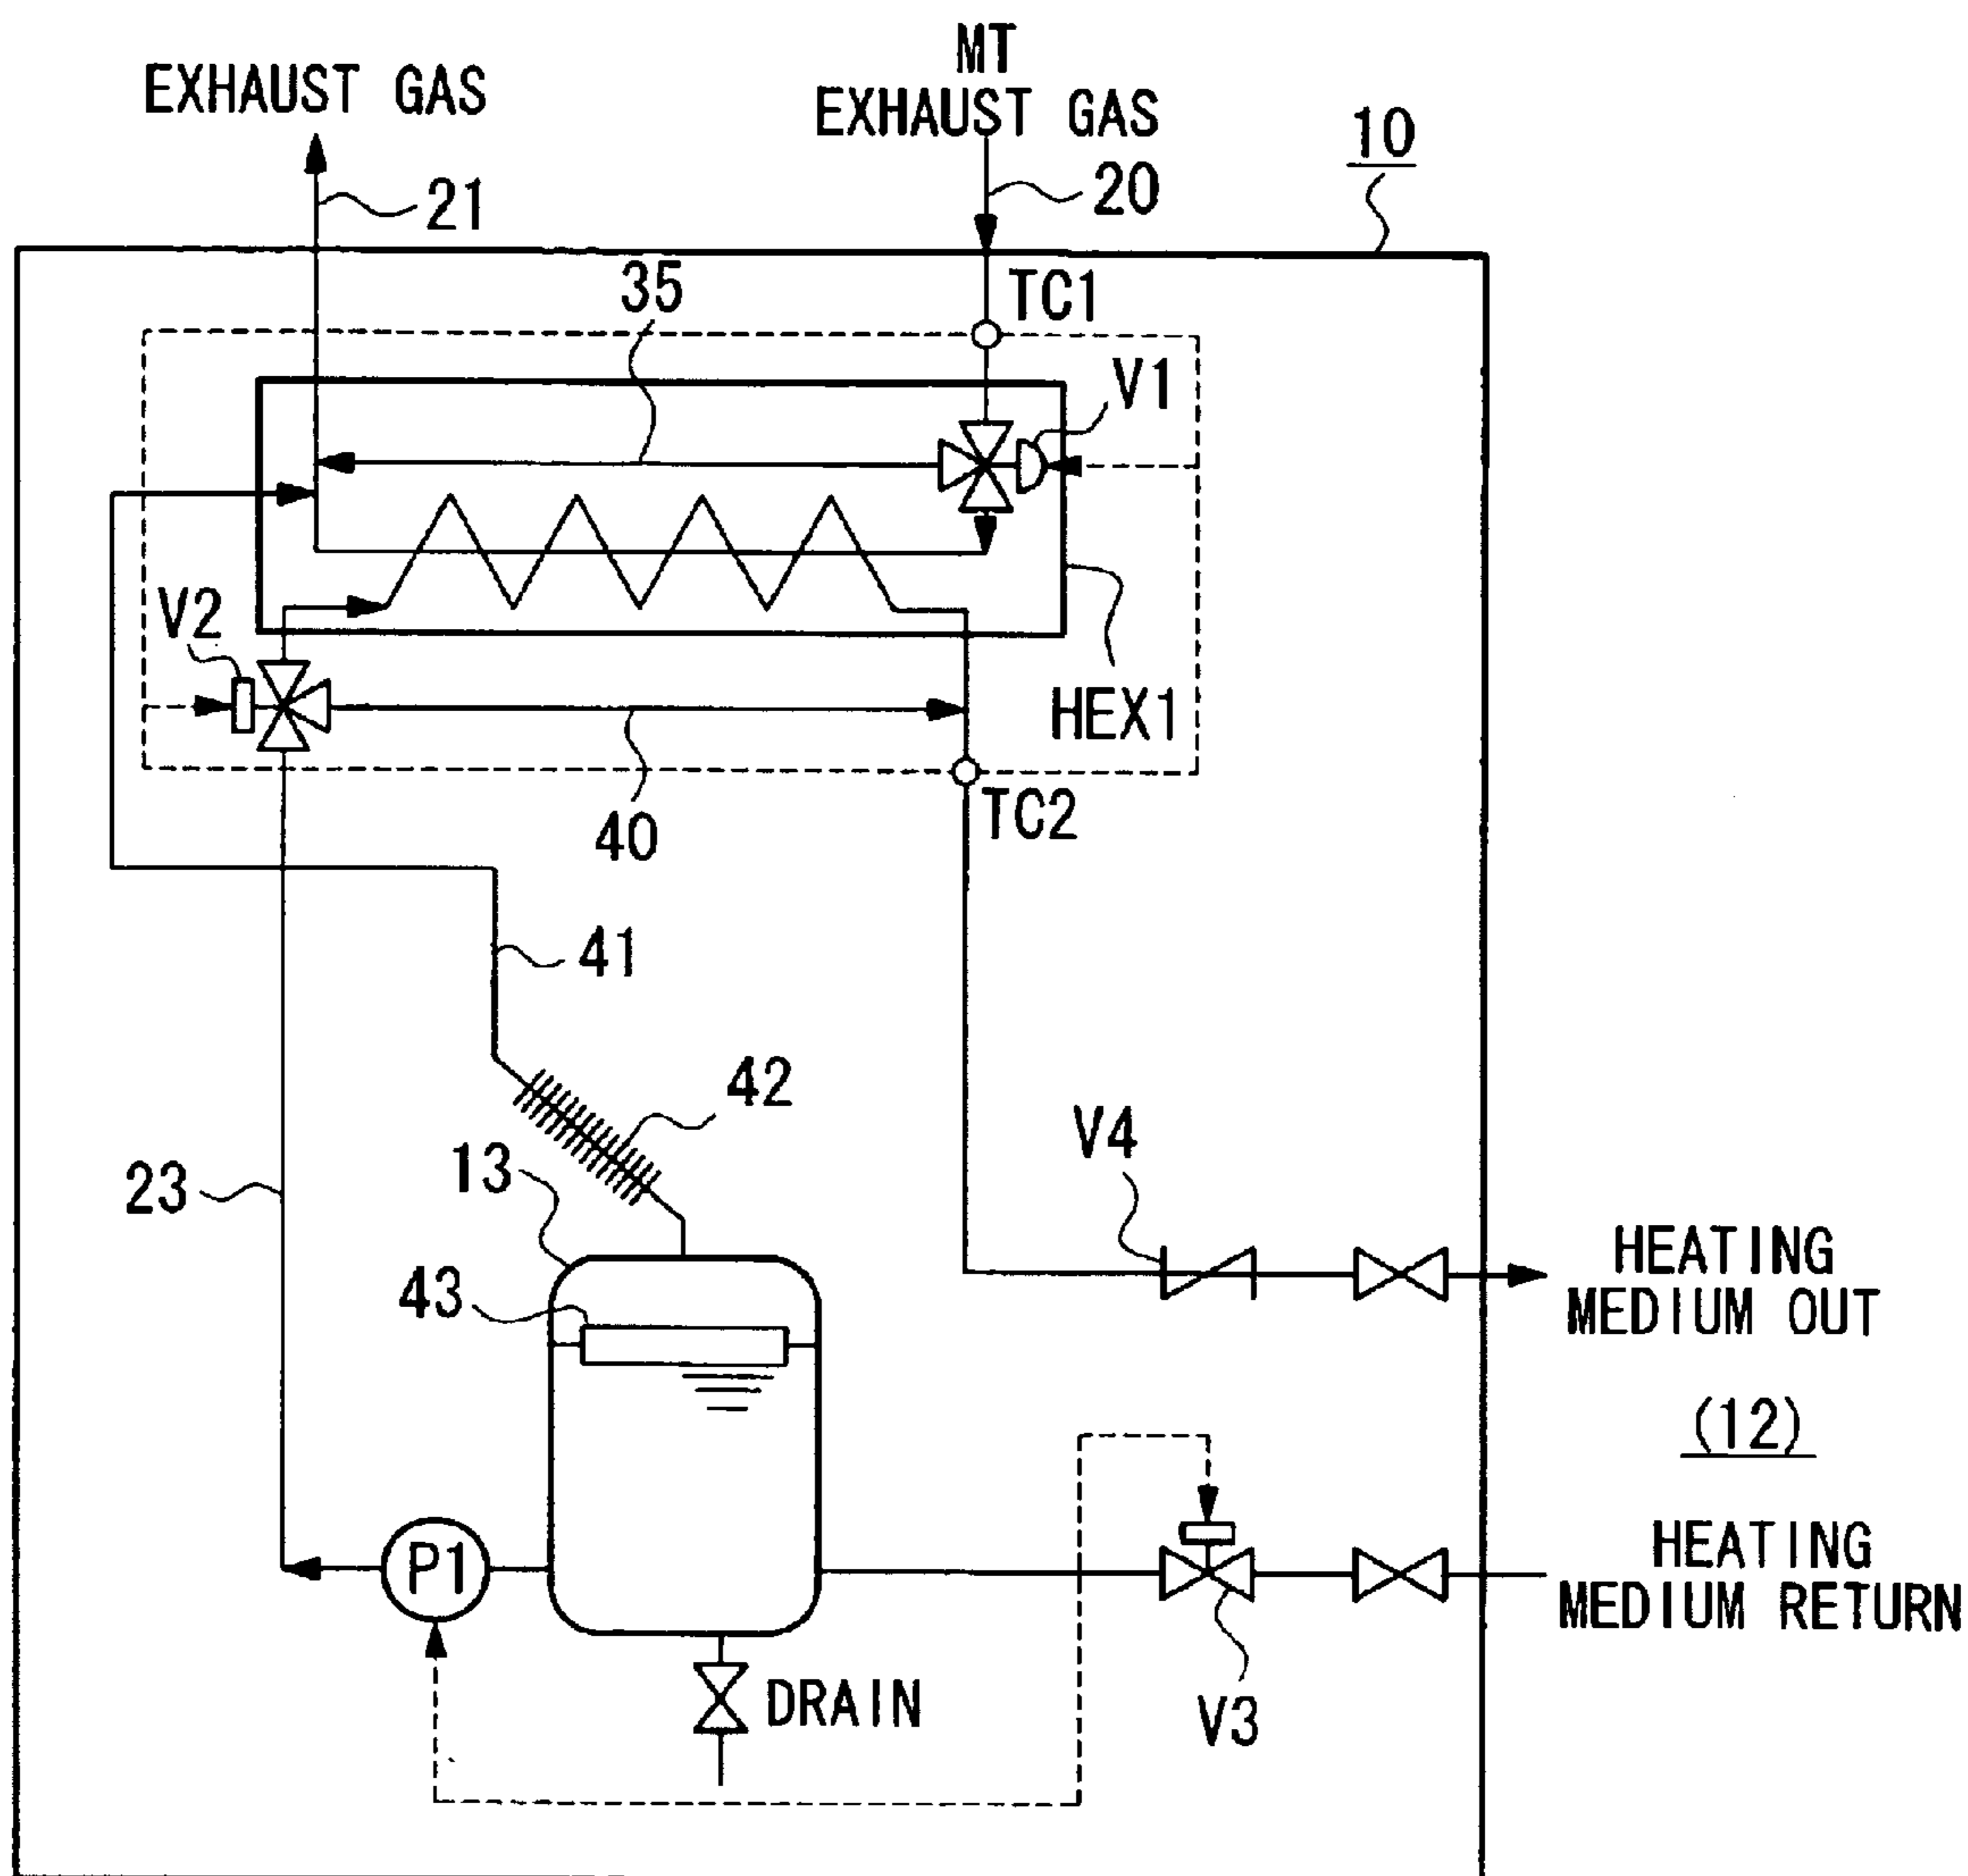 MT
EXHAUST GAS
EXHAUST GAS
10
20
21
35
TC1
V1
V2
HEX1
40
TC2
41
42
V4
13
23
43
HEATING
MEDIUM OUT
(12)
HEATING
MEDIUM RETURN
P1
DRAIN
V3